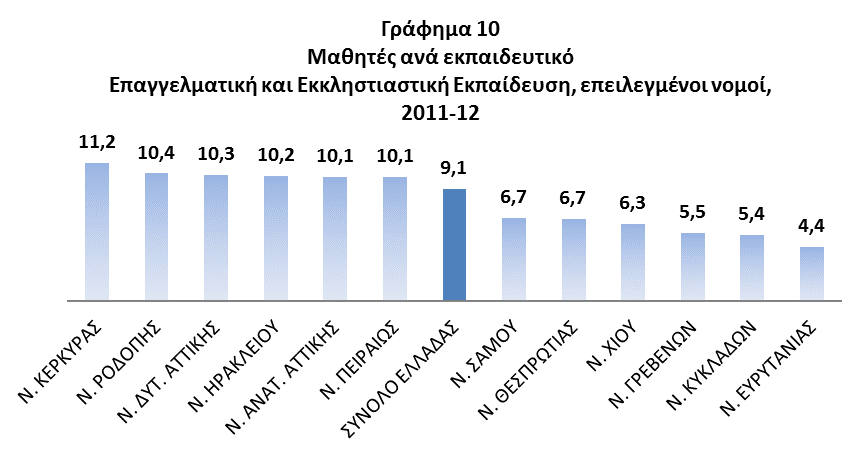 Γράφημα 10
Μαθητές ανά εκπαιδευτικό
Επαγγελματική και Εκκληστιαστική Εκπαίδευση, επειλεγμένοι νομοί,
2011-12
11,2 10,4 10,3 10,2 10,1 10,1 9,1 6,7 6,7 6,3 5,5 5,4 4,4
Ν. ΚΕΡΚΥΡΑΣ
Ν. ΡΟΔΟΠΗΣ
Ν. ΔΥΤ. ΑΤΤΙΚΗΣ
Ν. ΗΡΑΚΛΕΙΟΥ
Ν. ΑΝΑΤ. ΑΤΤΙΚΗΣ
Ν. ΠΕΙΡΑΙΩΣ
ΣΥΝΟΛΟ ΕΛΛΑΔΑΣ
Ν. ΣΑΜΟΥ
Ν. ΘΕΣΠΡΩΤΙΑΣ
Ν. ΧΙΟΥ
Ν. ΓΡΕΒΕΝΩΝ
Ν. ΚΥΚΛΑΔΩΝ
Ν. ΕΥΡΥΤΑΝΙΑΣ